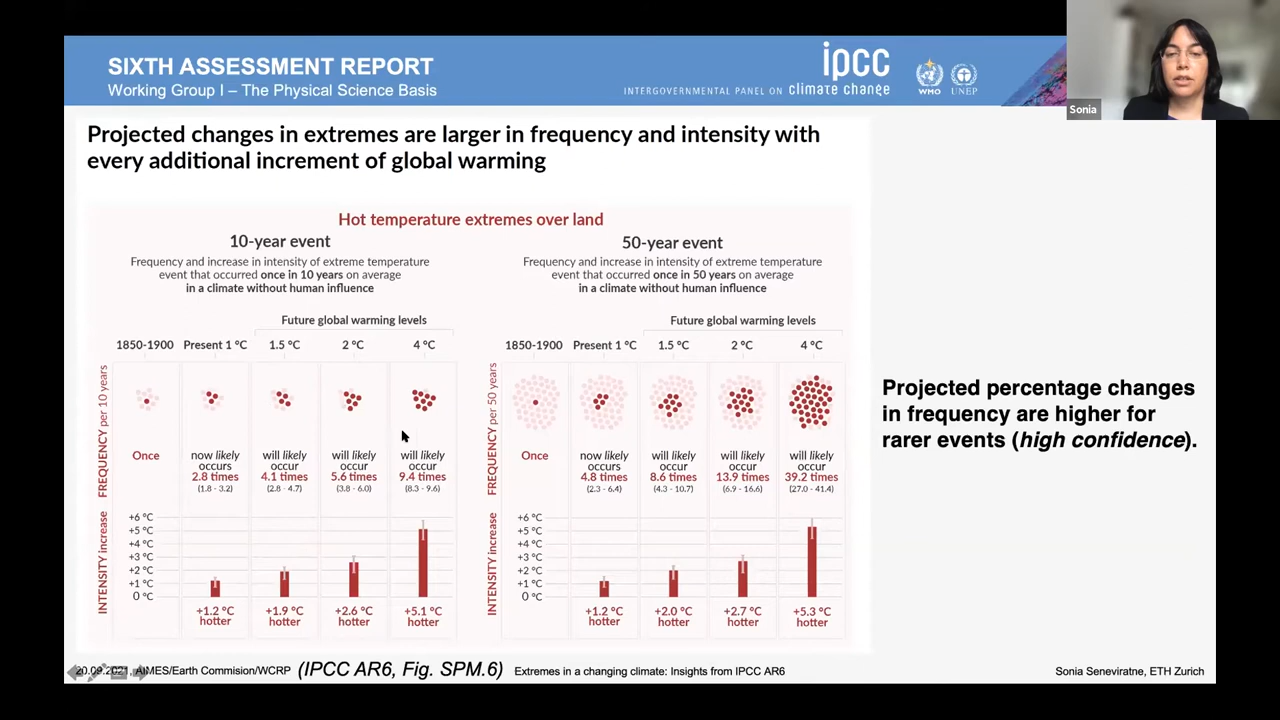 SIXTH ASSESSMENT REPORT
Working Group I – The Physical Science Basis
INTERGOVERNMENTAL PANEL ON climate change
ipcc
WMO
UNEP
Sonia
Projected changes in extremes are larger in frequency and intensity with
every additional increment of global warming
Hot temperature extremes over land
10-year event
Frequency and increase in intensity of extreme temperature
event that occurred once in 10 years on average
in a climate without human influence
Future global warming levels
1850-1900 Present 1 °C 1.5 °C 2 °C 4 °C
FREQUENCY per 10 years
Once
now likely occurs 2.8 times (1.8 - 3.2)
will likely occur 4.1 times (2.8 - 4.7)
will likely occur 5.6 times (3.8 - 6.0)
will likely occur 9.4 times (8.3 - 9.6)
INTENSITY increase
+6 °C
+5 °C
+4 °C
+3 °C
+2 °C
+1 °C
0 °C
+1.2 °C hotter
+1.9 °C hotter
+2.6 °C hotter
+5.1 °C hotter
50-year event
Frequency and increase in intensity of extreme temperature
event that occurred once in 50 years on average
in a climate without human influence
Future global warming levels
1850-1900 Present 1 °C 1.5 °C 2 °C 4 °C
FREQUENCY per 50 years
Once
now likely occurs 4.8 times (2.3 - 6.4)
will likely occur 8.6 times (4.3 - 10.7)
will likely occur 13.9 times (6.9 - 16.6)
will likely occur 39.2 times (27.0 - 41.4)
INTENSITY increase
+6 °C
+5 °C
+4 °C
+3 °C
+2 °C
+1 °C
0 °C
+1.2 °C hotter
+2.0 °C hotter
+2.7 °C hotter
+5.3 °C hotter
Projected percentage changes
in frequency are higher for
rarer events (high confidence).
20.09.2021, AIMES/Earth Commision/WCRP (IPCC AR6, Fig. SPM.6) Extremes in a changing climate: Insights from IPCC AR6 Sonia Seneviratne, ETH Zurich